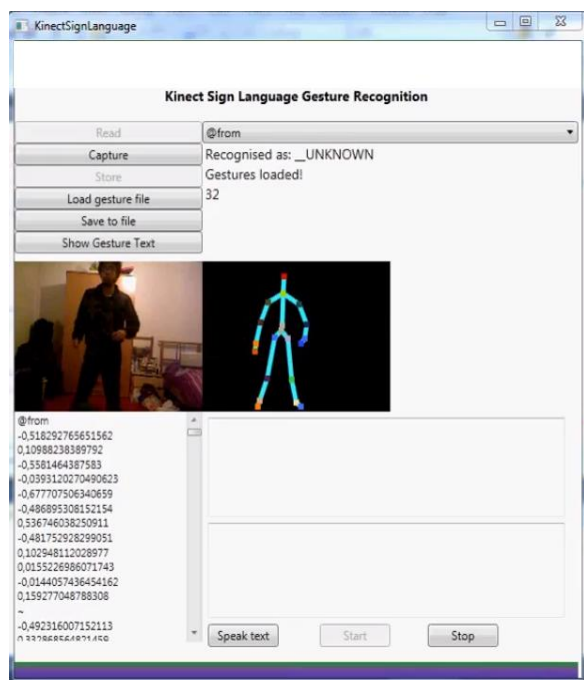 KinectSignLanguage
Kinect Sign Language Gesture Recognition
Read
@from
Capture
Recognised as: __UNKNOWN
Store
Gestures loaded!
Load gesture file
32
Save to file
Show Gesture Text
@from
-0,518292765651562
0,10988238389792
-0,5581464387583
-0,0393120270490623
-0,677707506340659
-0,486895308152154
0,536746038250911
-0,481752928299051
0,102948112028977
0,0155226986071743
-0,0144057436454162
0,159277048788308
~
-0,492316007152113
0,332868564821459
Speak text
Start
Stop